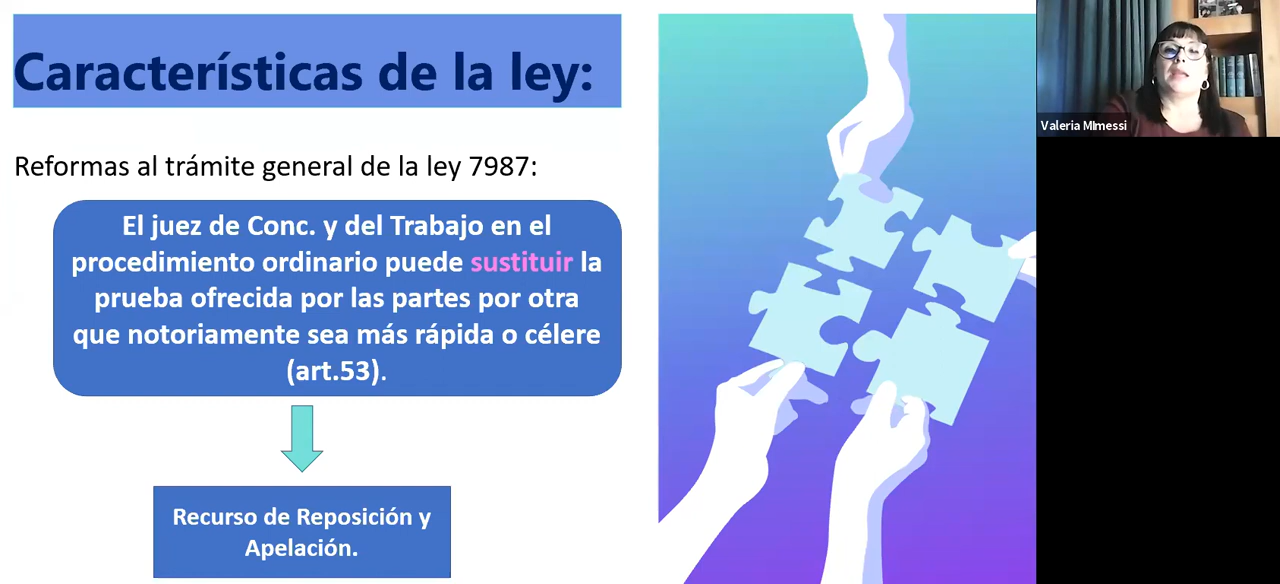 Características de la ley:
Reformas al trámite general de la ley 7987:
El juez de Conc. y del Trabajo en el
procedimiento ordinario puede sustituir la
prueba ofrecida por las partes por otra
que notoriamente sea más rápida o célere
(art.53).
Recurso de Reposición y
Apelación.
Valeria MImessi